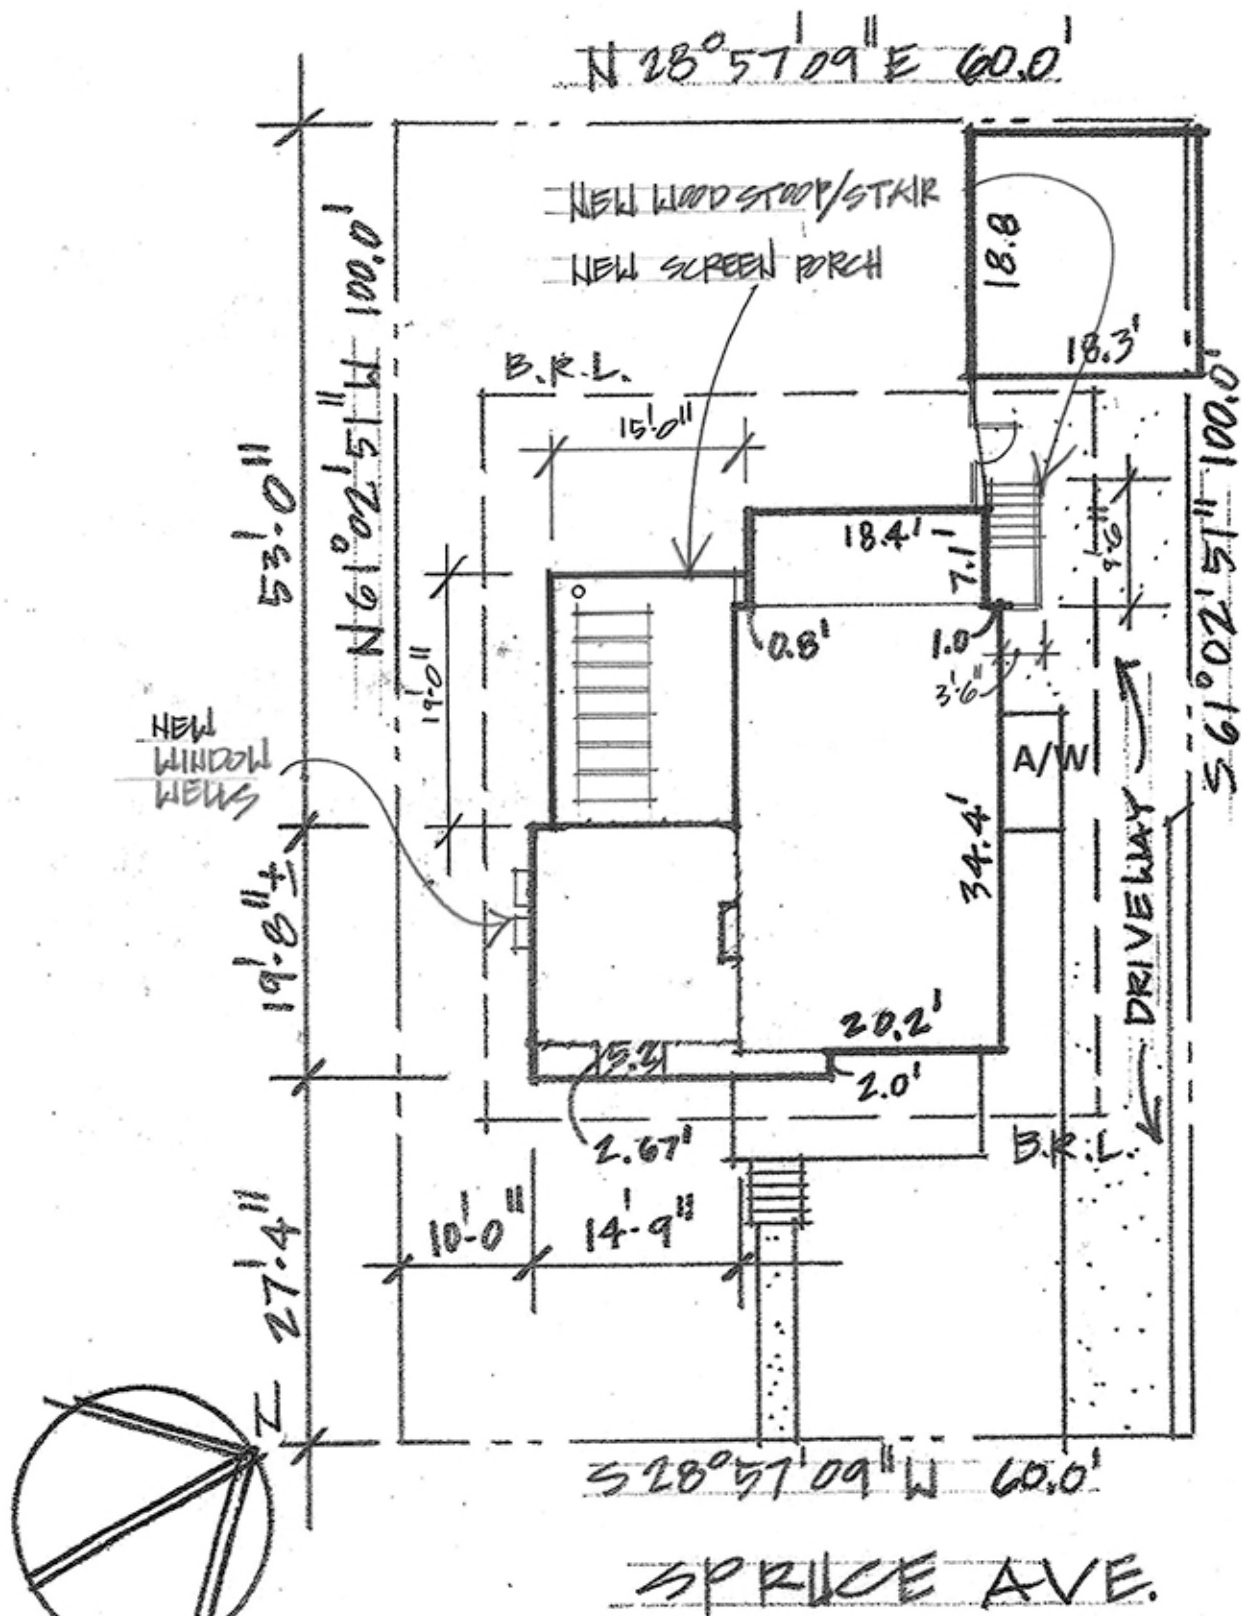 N 28°57'09"E 60.0'
NEW WOOD STOOP/STAIR
NEW SCREEN PORCH
18.8
18.3'
N 61°02'51"W 100.0'
B.R.L.
15'-0"
53'-0"
18.4'
7.1'
9'-6"
S 61°02'51" 100.0'
0.8'
1.0
3'-6"
19'-0"
NEW
WINDOW
WELLS
A/W
34.4'
DRIVEWAY
19'-8"±
20.2'
5.2
2.0'
2.67'
B.R.L.
10'-0"
14'-9"
27'-4"
S 28°57'09"W 60.0'
SPRUCE AVE.